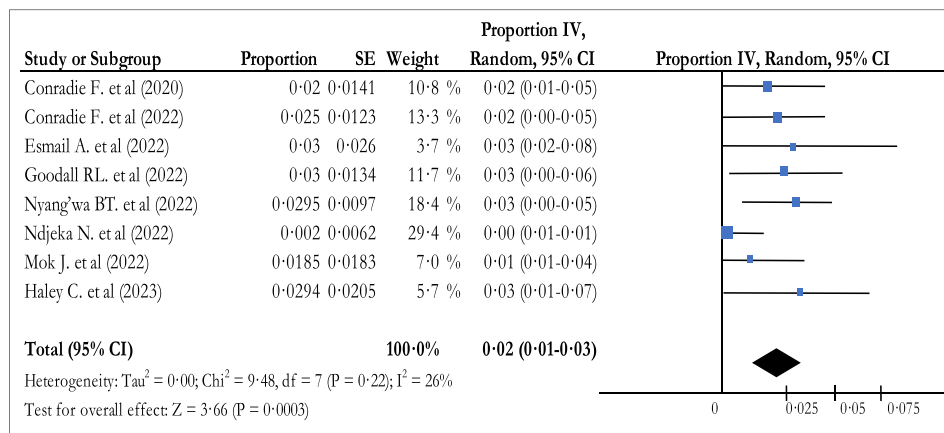 Proportion IV,
Study or Subgroup Proportion SE Weight Random, 95% CI Proportion IV, Random, 95% CI
Conradie F. et al (2020) 0·02 0·0141 10·8 % 0·02 (0·01-0·05)
Conradie F. et al (2022) 0·025 0·0123 13·3 % 0·02 (0·00-0·05)
Esmail A. et al (2022) 0·03 0·026 3·7 % 0·03 (0·02-0·08)
Goodall RL. et al (2022) 0·03 0·0134 11·7 % 0·03 (0·00-0·06)
Nyang’wa BT. et al (2022) 0·0295 0·0097 18·4 % 0·03 (0·00-0·05)
Ndjeka N. et al (2022) 0·002 0·0062 29·4 % 0·00 (0·01-0·01)
Mok J. et al (2022) 0·0185 0·0183 7·0 % 0·01 (0·01-0·04)
Haley C. et al (2023) 0·0294 0·0205 5·7 % 0·03 (0·01-0·07)
Total (95% CI) 100·0% 0·02 (0·01-0·03)
Heterogeneity: Tau² = 0·00; Chi² = 9·48, df = 7 (P = 0·22); I² = 26%
Test for overall effect: Z = 3·66 (P = 0·0003)
0 0·025 0·05 0·075